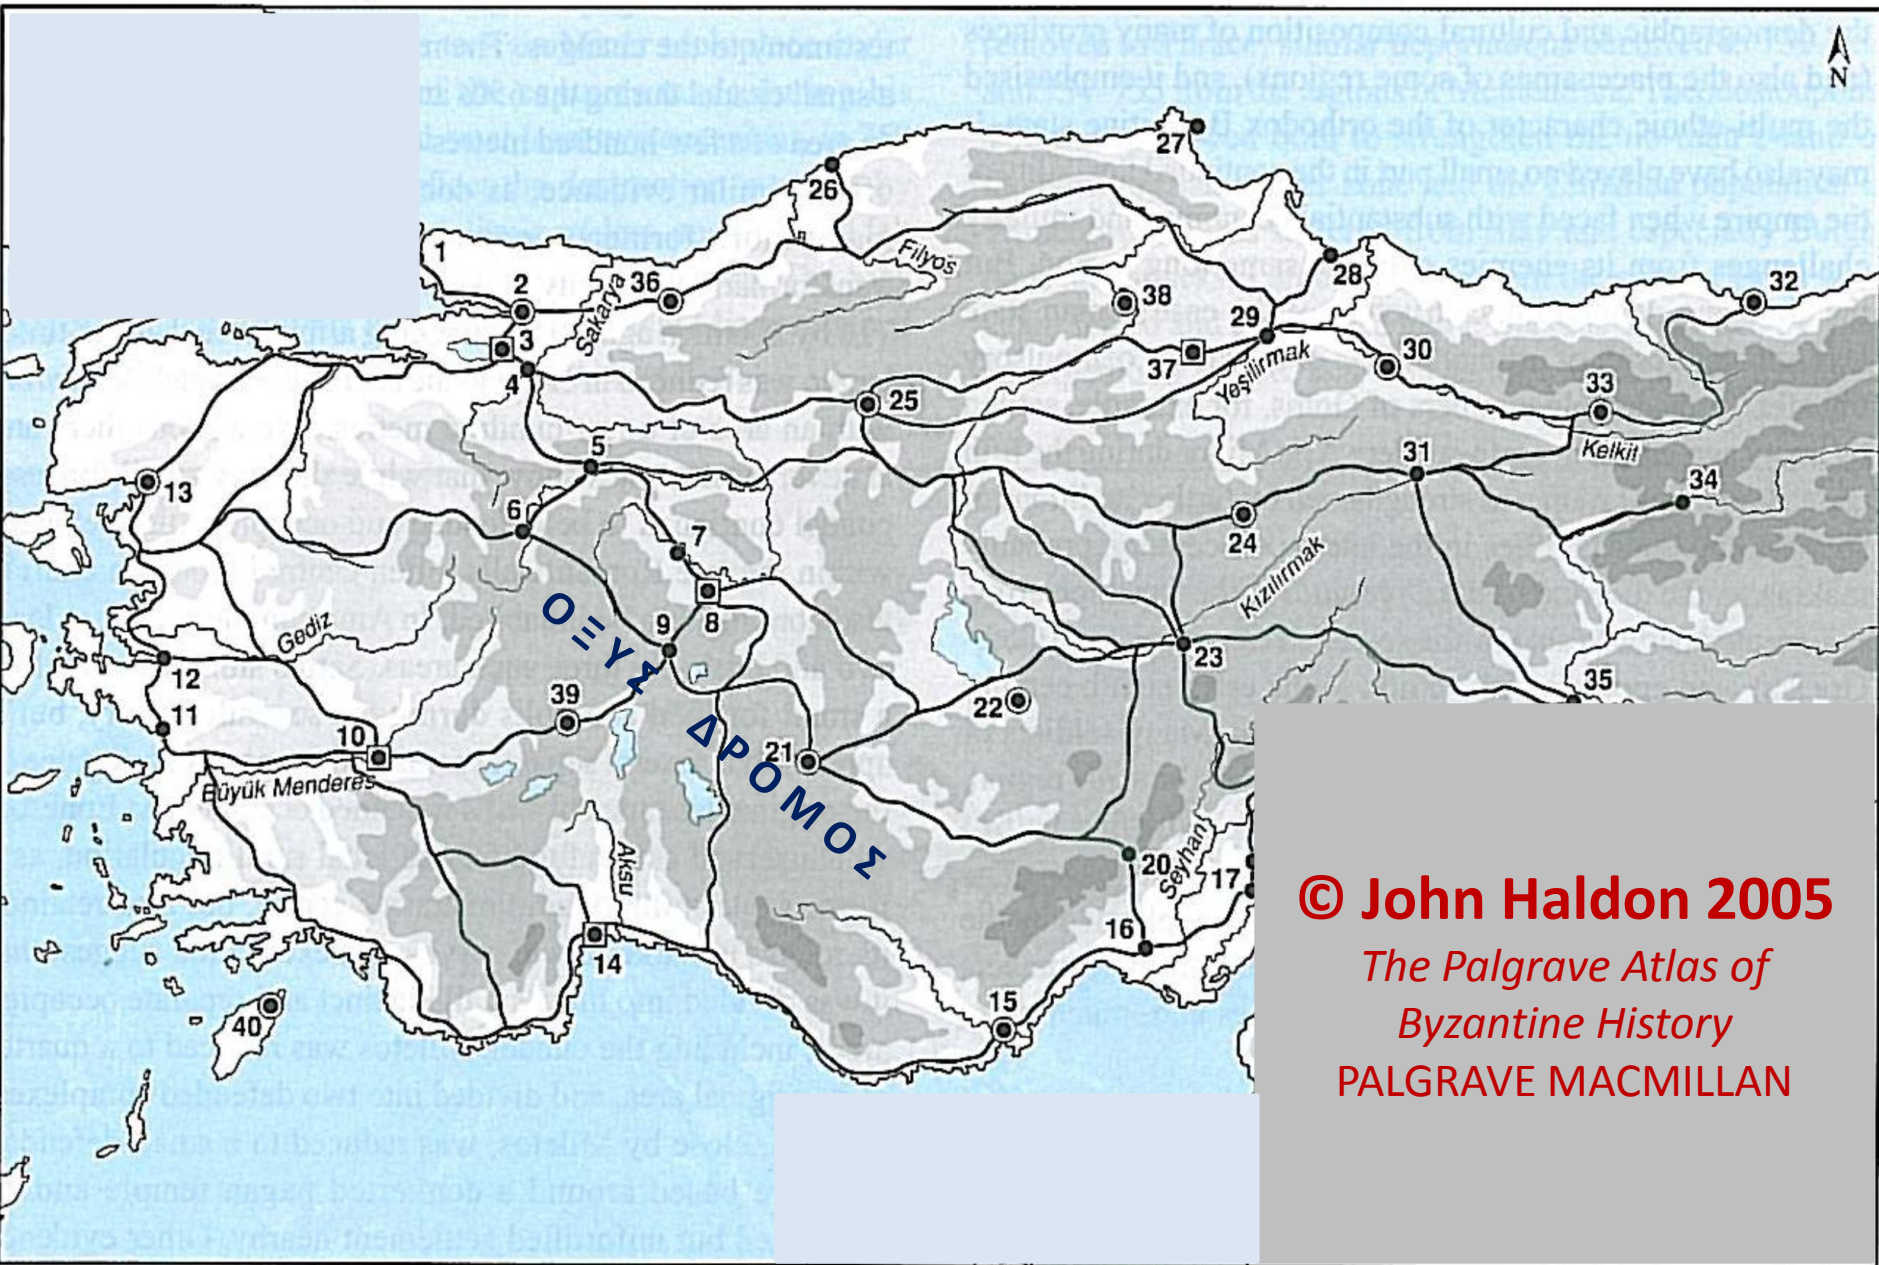 N
27
26
1
Filyos
28
2
36
Sakarya
38
32
29
3
37
Yeşilırmak
30
4
25
33
5
31
Kelkit
13
34
6
7
24
Kızılırmak
ΟΞΥΣ
ΔΡΟΜΟΣ
8
9
Gediz
23
12
35
11
39
22
10
21
Büyük Menderes
Aksu
20
Seyhan
17
16
14
15
40
© John Haldon 2005
The Palgrave Atlas of
Byzantine History
PALGRAVE MACMILLAN